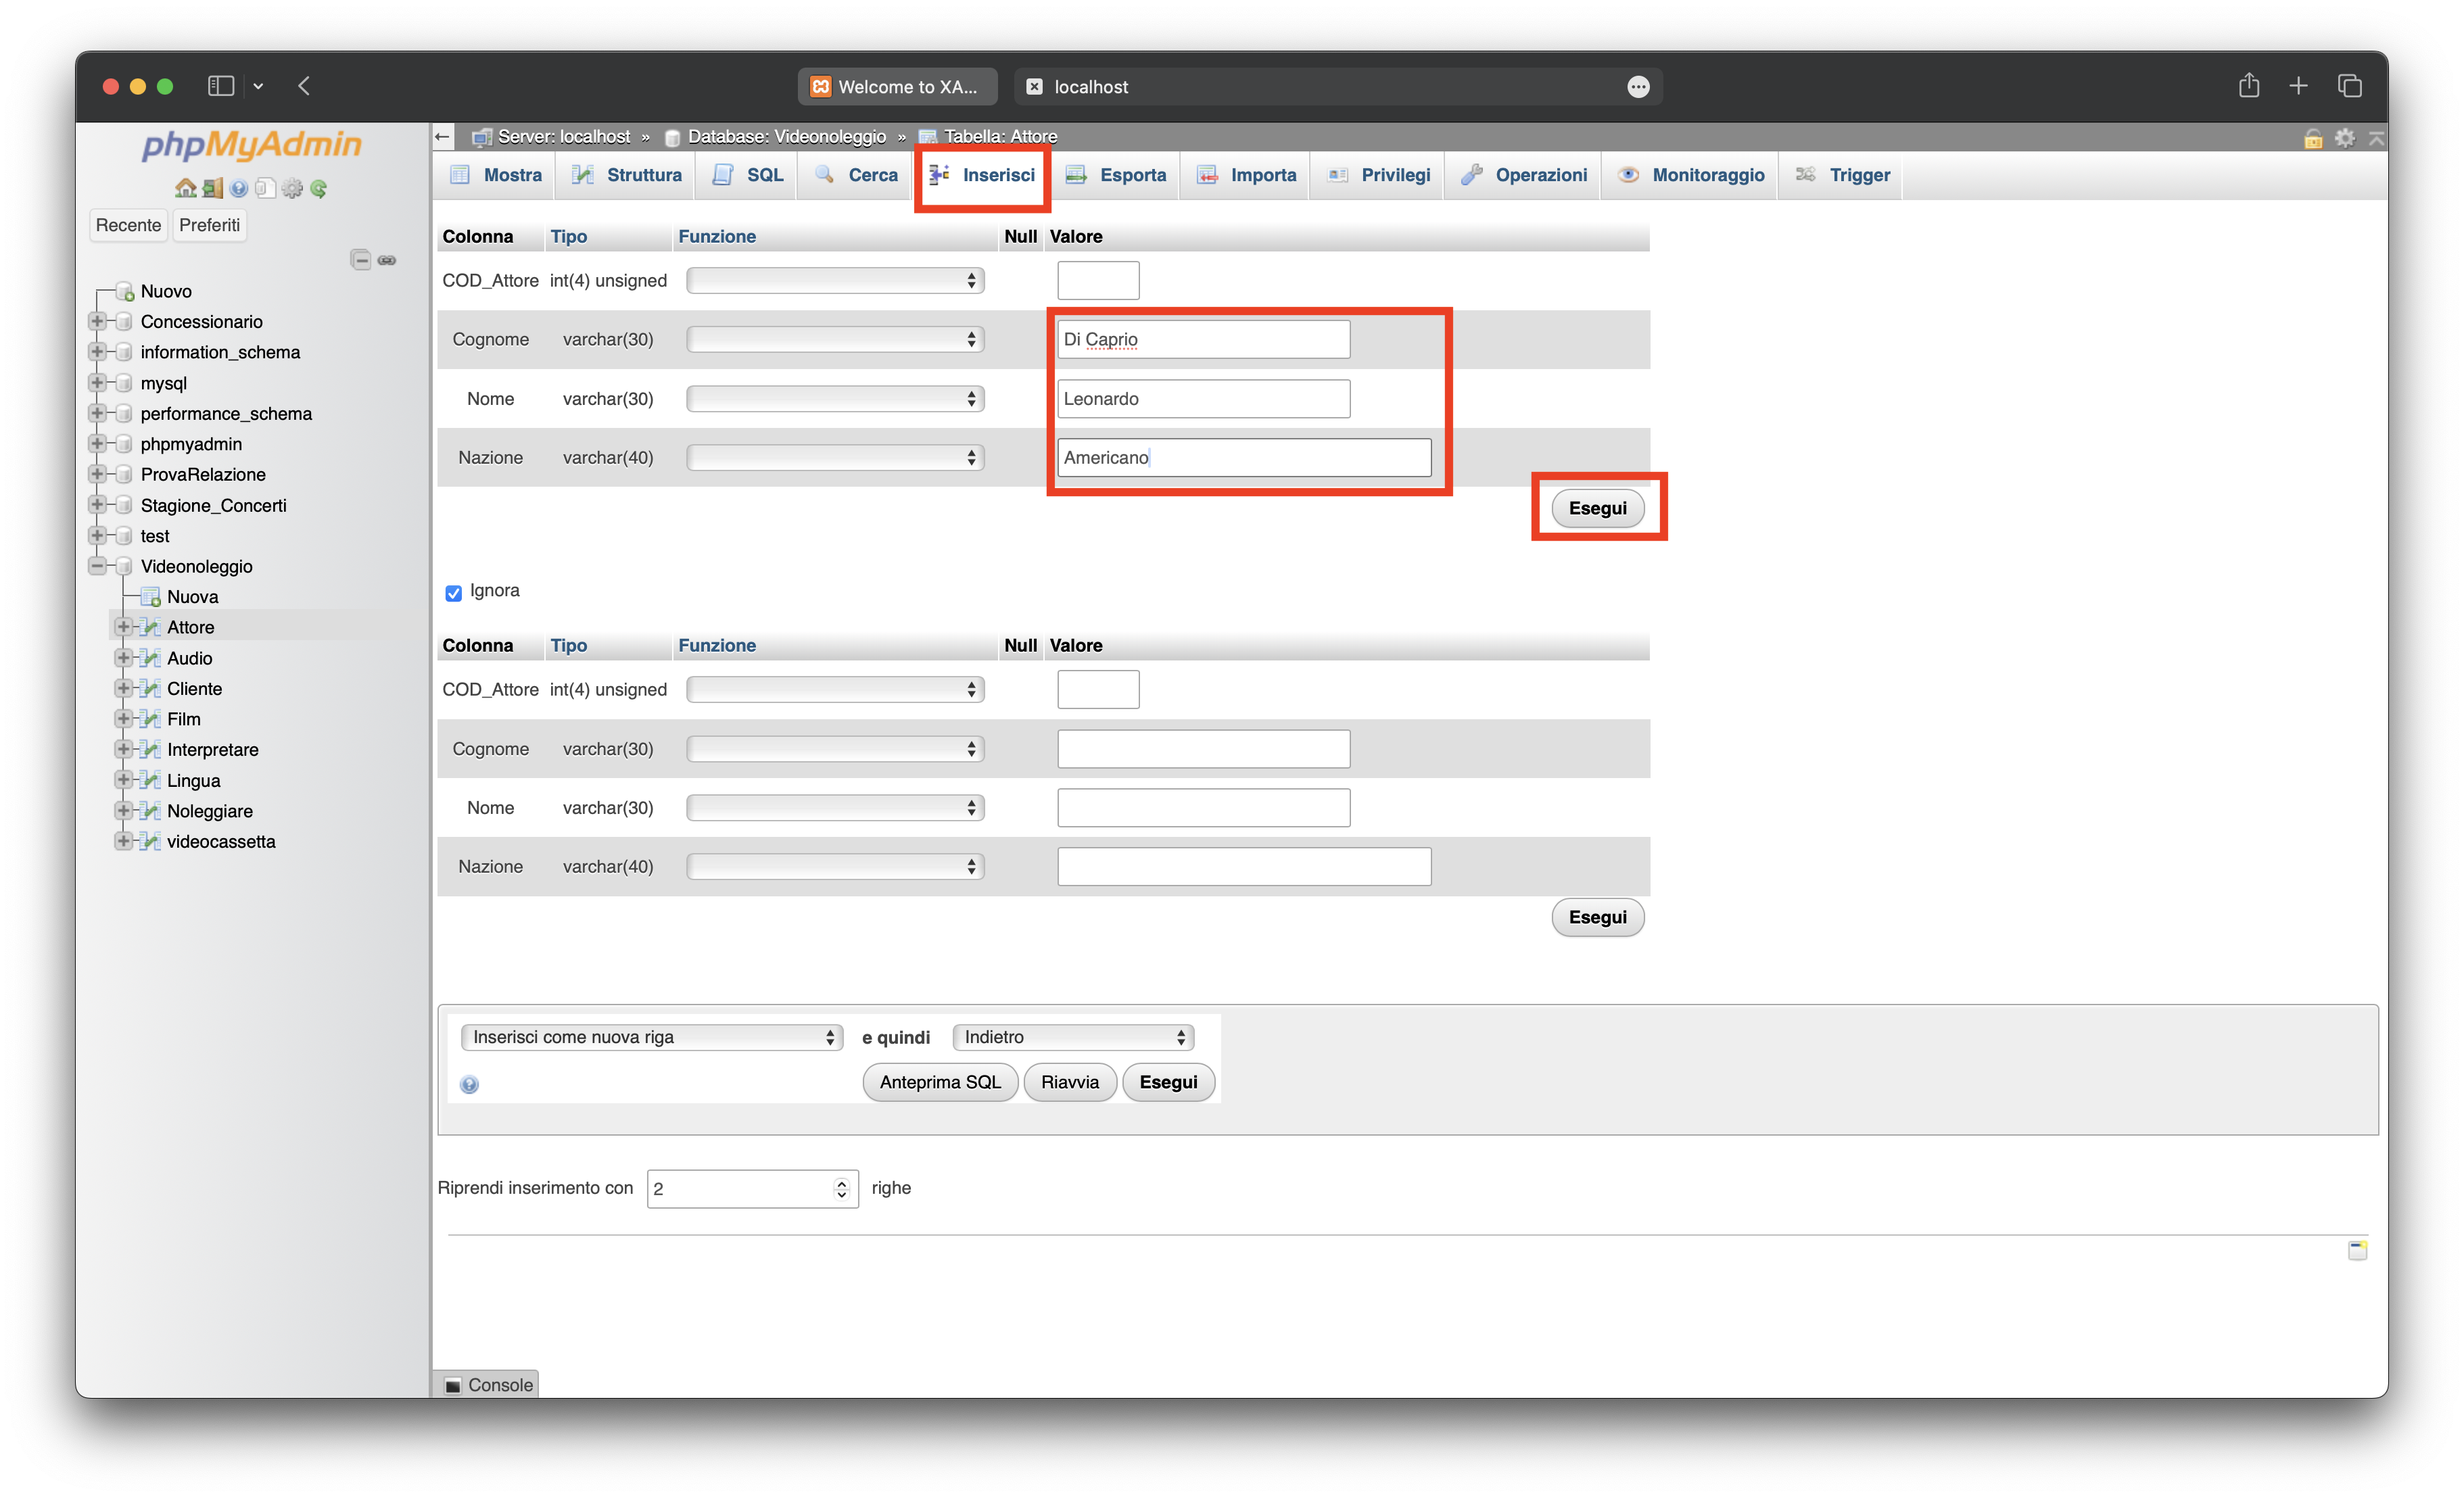 Welcome to XA...
localhost
phpMyAdmin
Recente Preferiti
Nuovo
Concessionario
information_schema
mysql
performance_schema
phpmyadmin
ProvaRelazione
Stagione_Concerti
test
Videonoleggio
Nuova
Attore
Audio
Cliente
Film
Interpretare
Lingua
Noleggiare
videocassetta
Server: localhost » Database: Videonoleggio » Tabella: Attore
Mostra Struttura SQL Cerca Inserisci Esporta Importa Privilegi Operazioni Monitoraggio Trigger
Colonna Tipo Funzione Null Valore
COD_Attore int(4) unsigned
Cognome varchar(30) Di Caprio
Nome varchar(30) Leonardo
Nazione varchar(40) Americano
Esegui
Ignora
Colonna Tipo Funzione Null Valore
COD_Attore int(4) unsigned
Cognome varchar(30)
Nome varchar(30)
Nazione varchar(40)
Esegui
Inserisci come nuova riga e quindi Indietro
Anteprima SQL Riavvia Esegui
Riprendi inserimento con 2 righe
Console